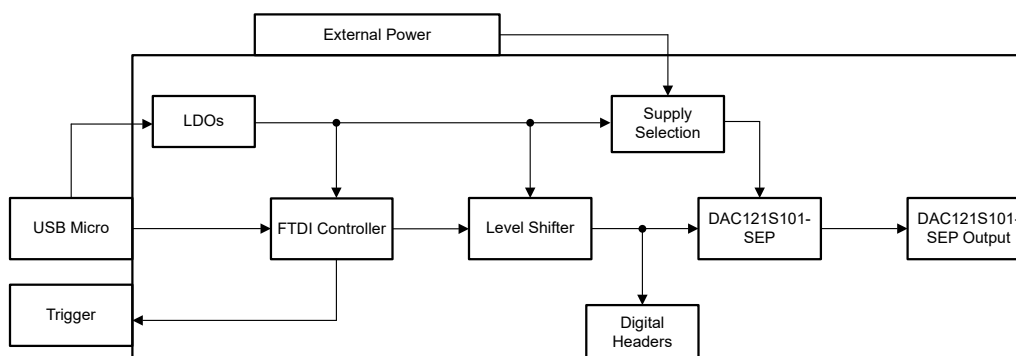 External Power
LDOs
Supply
Selection
USB Micro
FTDI Controller
Level Shifter
DAC121S101-
SEP
DAC121S101-
SEP Output
Trigger
Digital
Headers